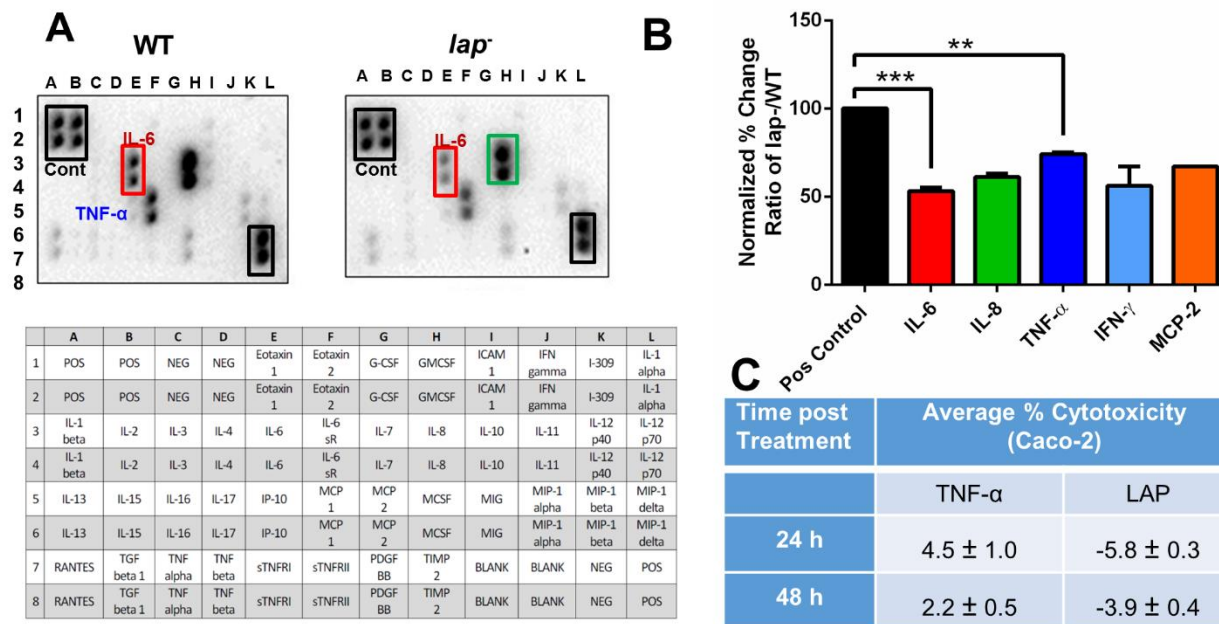 A
WT
lap-
A B C D E F G H I J K L
A B C D E F G H I J K L
1
2
3
4
5
6
7
8
IL-6
Cont
TNF-α
IL-6
Cont
A B C D E F G H I J K L
1 POS POS NEG NEG Eotaxin 1 Eotaxin 2 G-CSF GMCSF ICAM 1 IFN gamma I-309 IL-1 alpha
2 POS POS NEG NEG Eotaxin 1 Eotaxin 2 G-CSF GMCSF ICAM 1 IFN gamma I-309 IL-1 alpha
3 IL-1 beta IL-2 IL-3 IL-4 IL-6 IL-6 sR IL-7 IL-8 IL-10 IL-11 IL-12 p40 IL-12 p70
4 IL-1 beta IL-2 IL-3 IL-4 IL-6 IL-6 sR IL-7 IL-8 IL-10 IL-11 IL-12 p40 IL-12 p70
5 IL-13 IL-15 IL-16 IL-17 IP-10 MCP 1 MCP 2 MCSF MIG MIP-1 alpha MIP-1 beta MIP-1 delta
6 IL-13 IL-15 IL-16 IL-17 IP-10 MCP 1 MCP 2 MCSF MIG MIP-1 alpha MIP-1 beta MIP-1 delta
7 RANTES TGF beta 1 TNF alpha TNF beta sTNFRI sTNFRII PDGF BB TIMP 2 BLANK BLANK NEG POS
8 RANTES TGF beta 1 TNF alpha TNF beta sTNFRI sTNFRII PDGF BB TIMP 2 BLANK BLANK NEG POS
B
Normalized % Change
Ratio of lap-/WT
150
100
50
0
**
***
Pos Control
IL-6
IL-8
TNF-α
IFN-γ
MCP-2
C
Time post Treatment
Average % Cytotoxicity (Caco-2)
TNF-α LAP
24 h 4.5 ± 1.0 -5.8 ± 0.3
48 h 2.2 ± 0.5 -3.9 ± 0.4